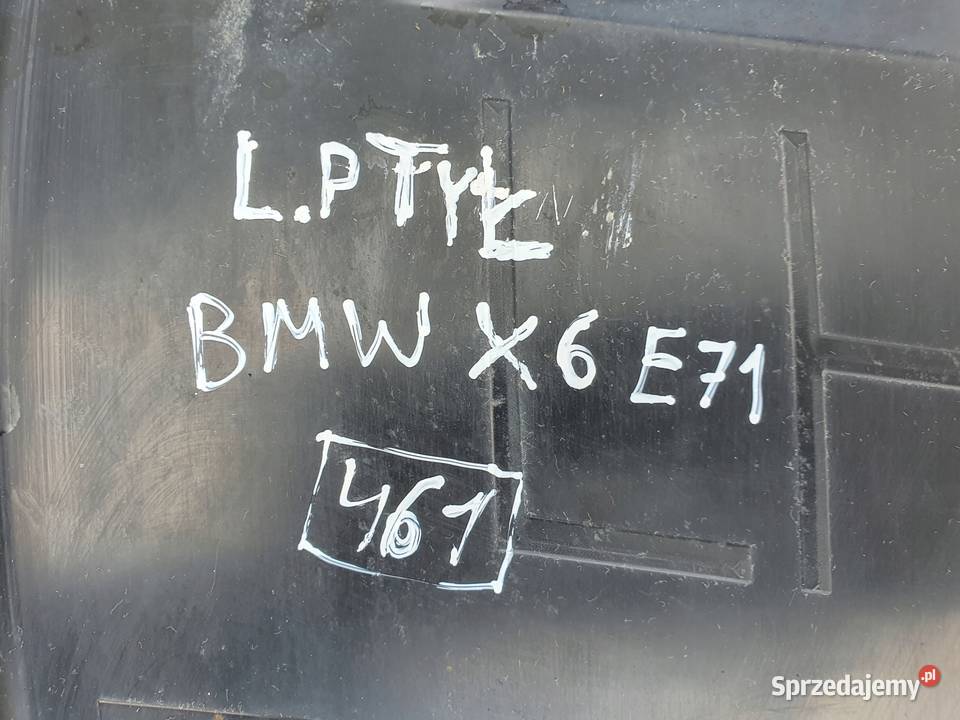 L.P TYŁ
BMW X6 E71
461
Sprzedajemy.pl